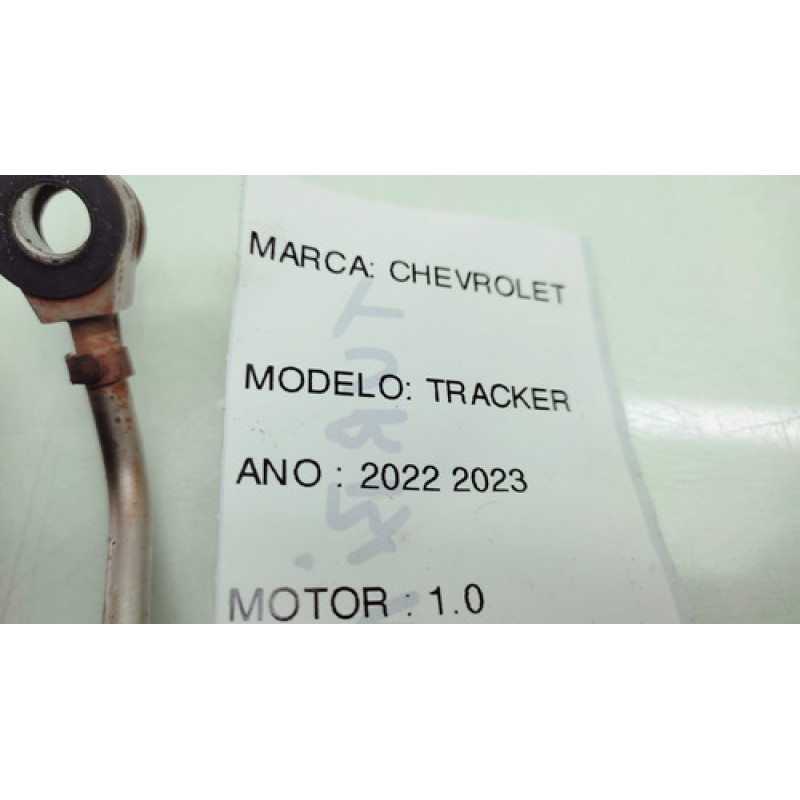 MARCA: CHEVROLET
MODELO: TRACKER
ANO : 2022 2023
MOTOR : 1.0